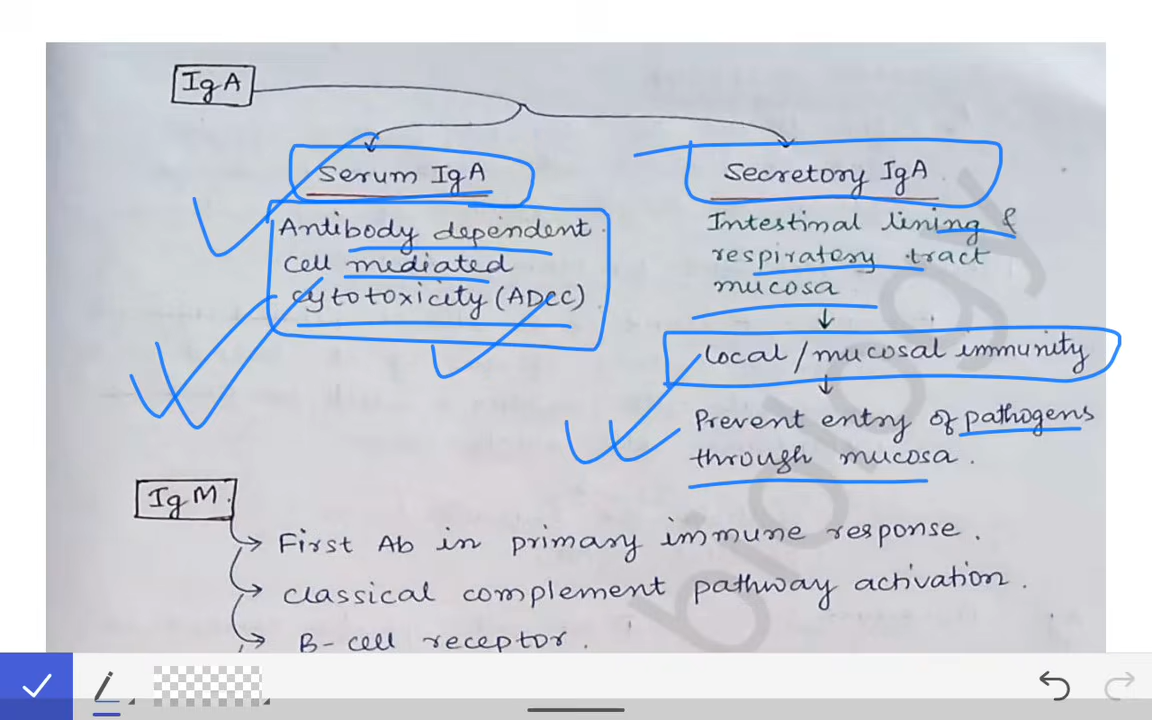 IgA
Serum IgA
Antibody dependent
cell mediated
cytotoxicity (ADCC)
Secretory IgA
Intestinal lining &
respiratory tract
mucosa
↓
Local / mucosal immunity
↓
Prevent entry of pathogens
through mucosa.
IgM
→ First Ab in primary immune response.
→ Classical complement pathway activation.
→ B-cell receptor.
biology